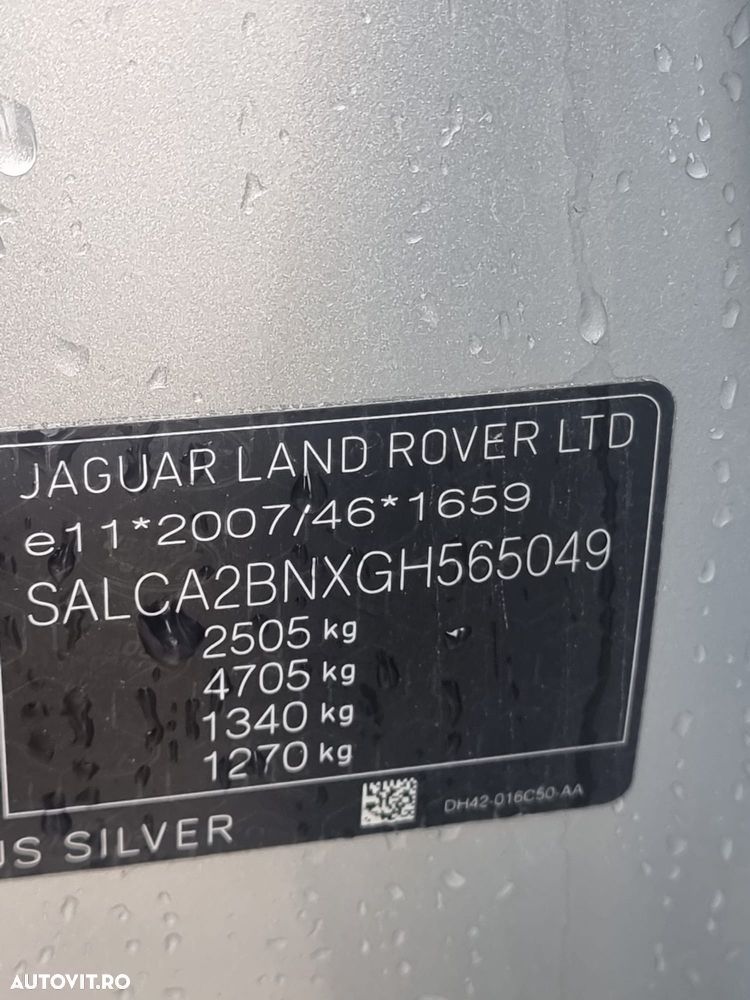 JAGUAR LAND ROVER LTD
e11*2007/46*1659
SALCA2BNXGH565049
2505 kg
4705 kg
1340 kg
1270 kg
DH42-016C50-AA
US SILVER
AUTOVIT.RO